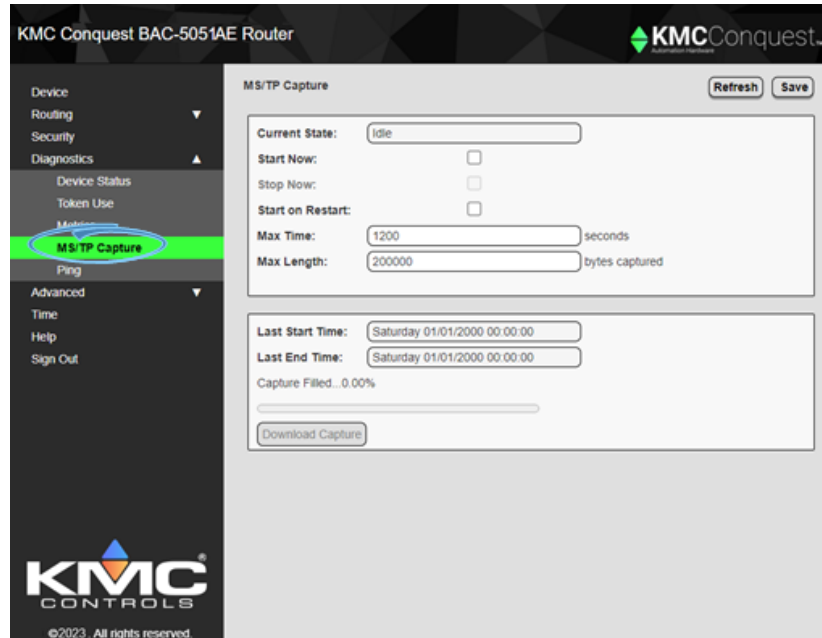 KMC Conquest BAC-5051AE Router
KMCConquest
Automation Hardware
Device
Routing
Security
Diagnostics
Device Status
Token Use
Metrics
MS/TP Capture
Ping
Advanced
Time
Help
Sign Out
MS/TP Capture
Refresh Save
Current State: Idle
Start Now:
Stop Now:
Start on Restart:
Max Time: 1200 seconds
Max Length: 200000 bytes captured
Last Start Time: Saturday 01/01/2000 00:00:00
Last End Time: Saturday 01/01/2000 00:00:00
Capture Filled...0.00%
Download Capture
KMC
CONTROLS
©2023. All rights reserved.